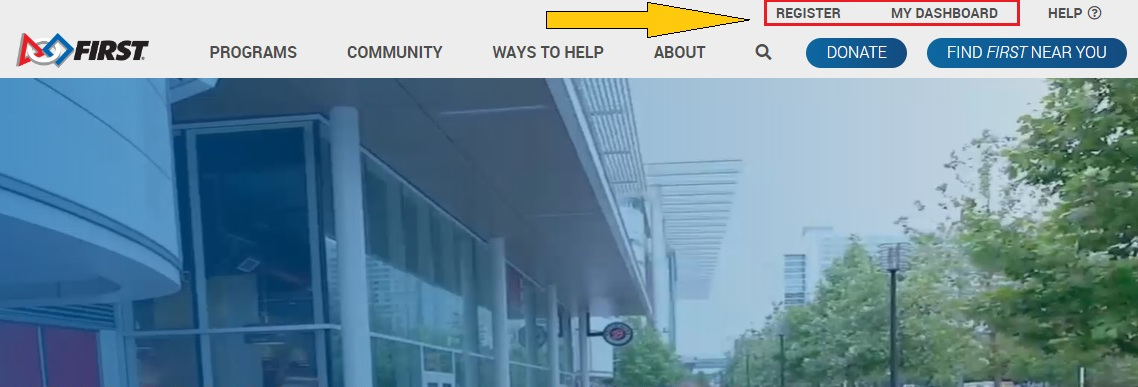 REGISTER MY DASHBOARD HELP
FIRST PROGRAMS COMMUNITY WAYS TO HELP ABOUT DONATE FIND FIRST NEAR YOU